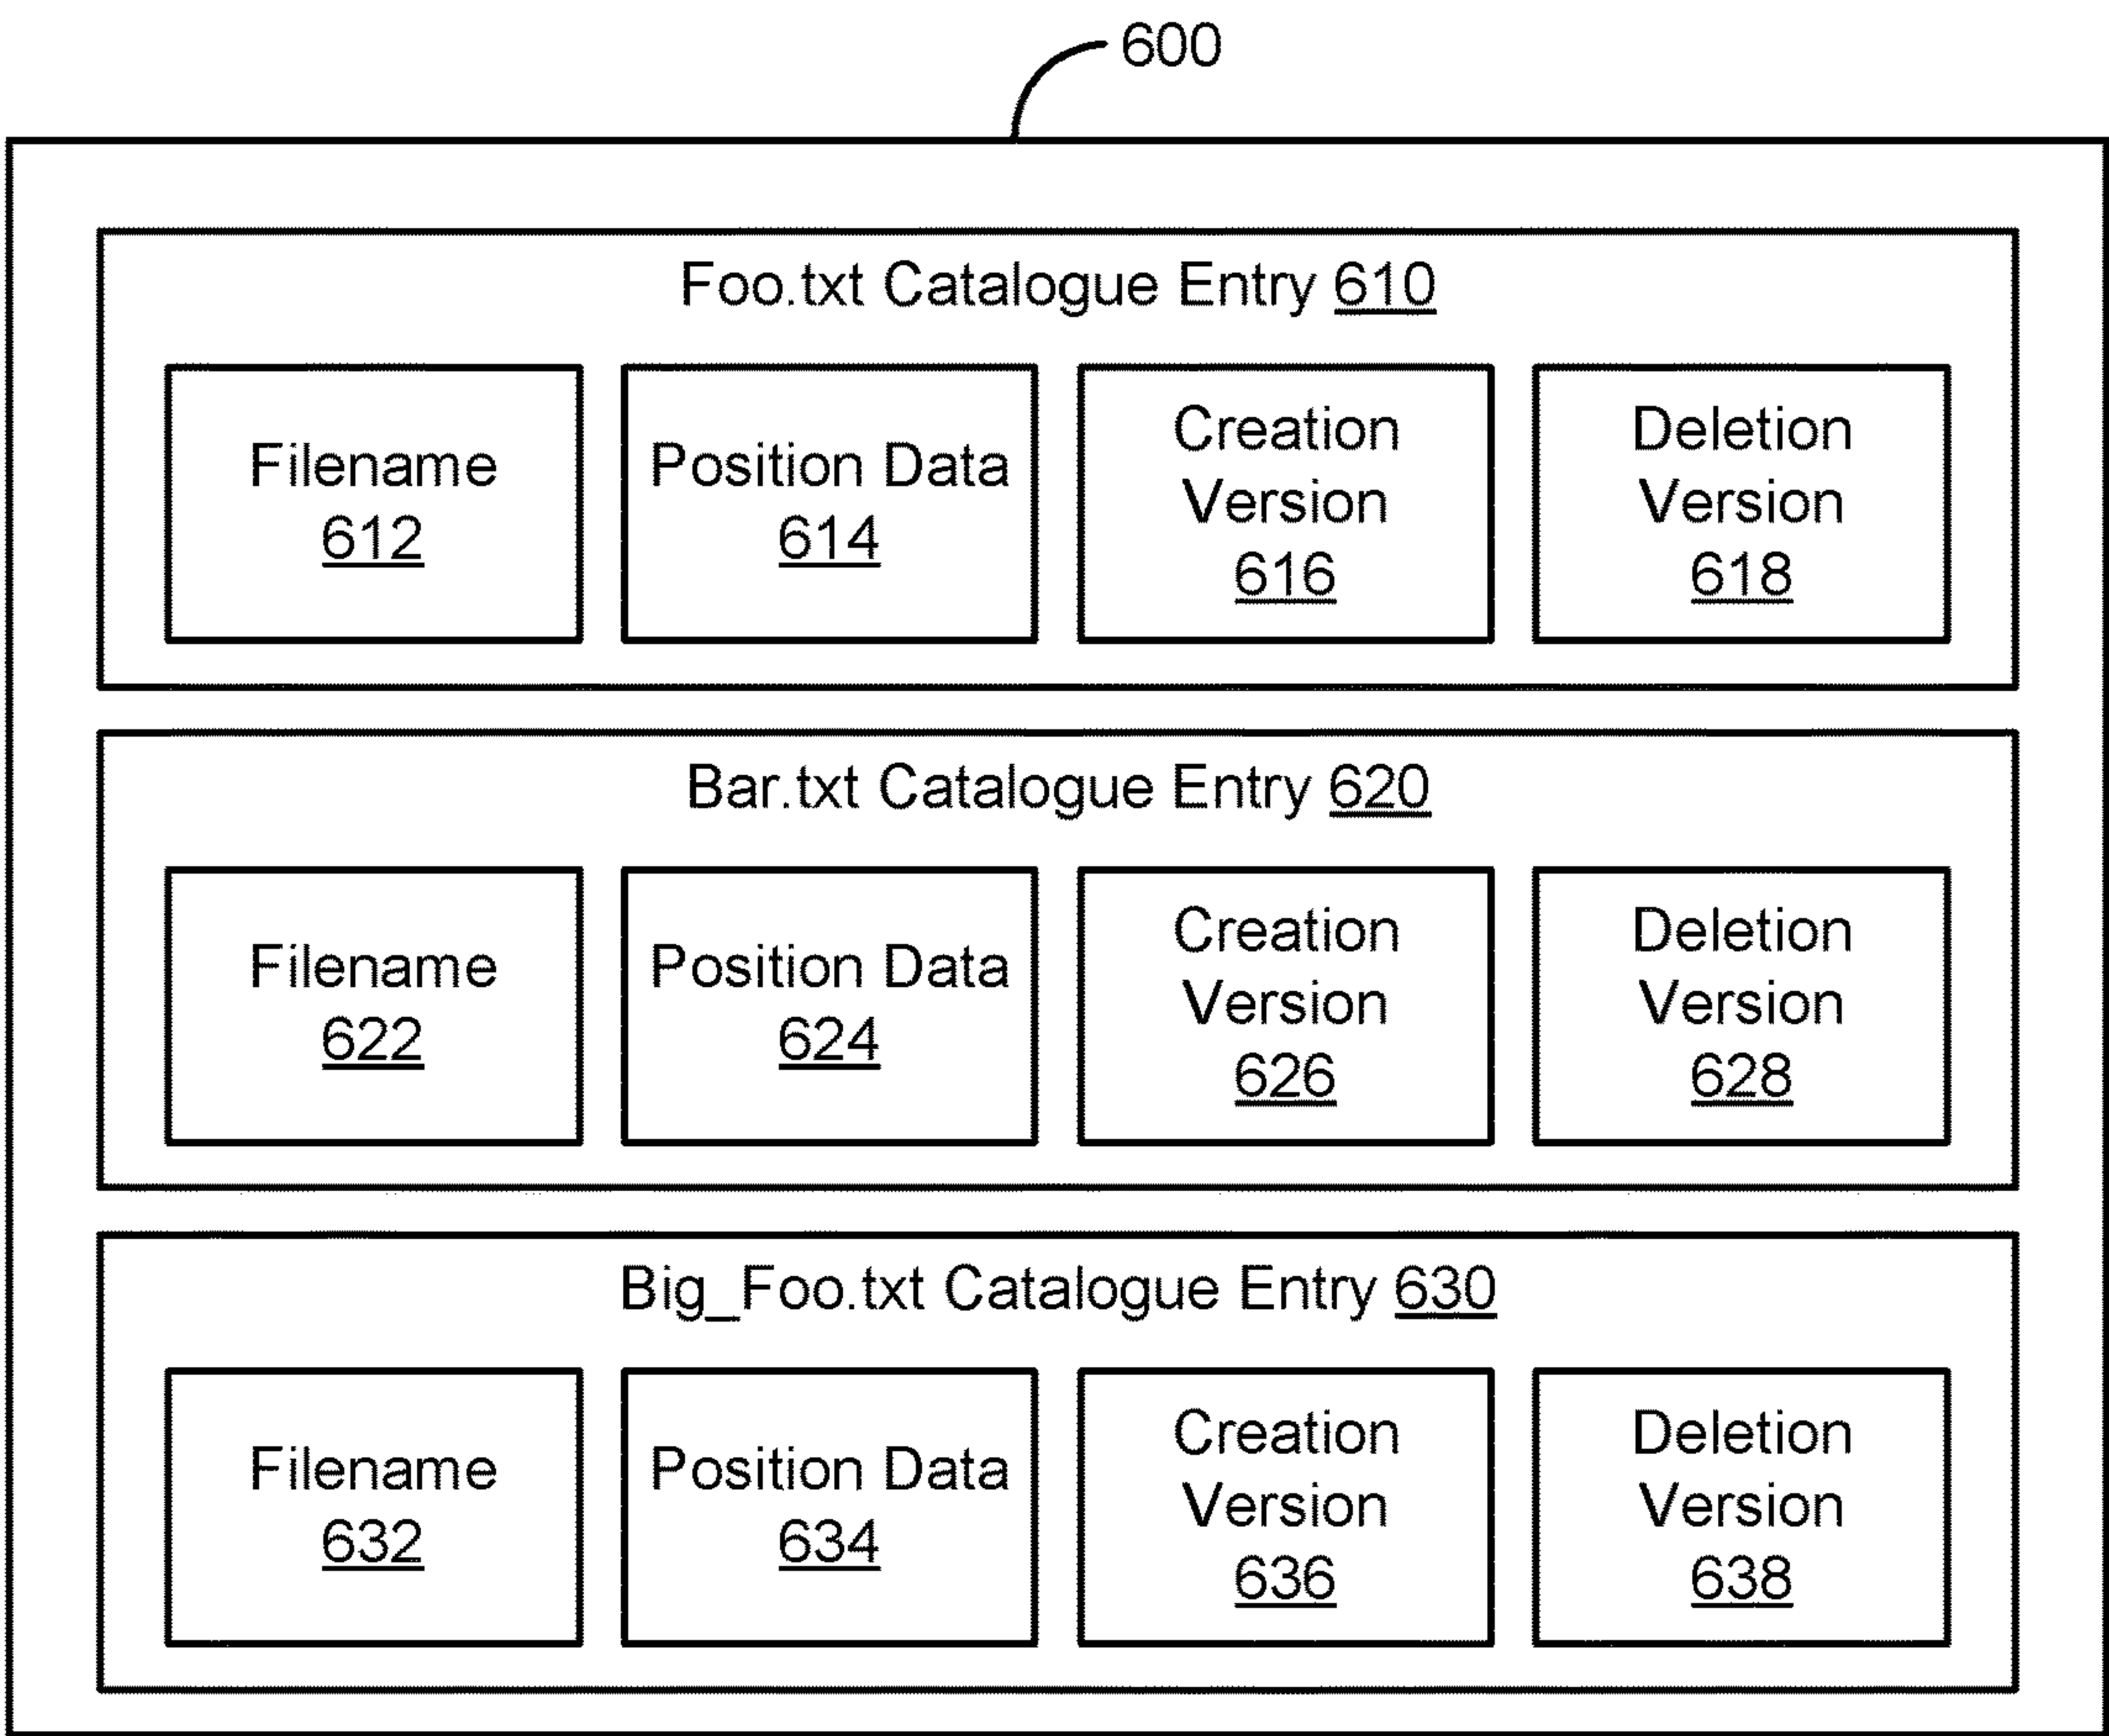 600
Foo.txt Catalogue Entry 610
Filename
612
Position Data
614
Creation
Version
616
Deletion
Version
618
Bar.txt Catalogue Entry 620
Filename
622
Position Data
624
Creation
Version
626
Deletion
Version
628
Big_Foo.txt Catalogue Entry 630
Filename
632
Position Data
634
Creation
Version
636
Deletion
Version
638